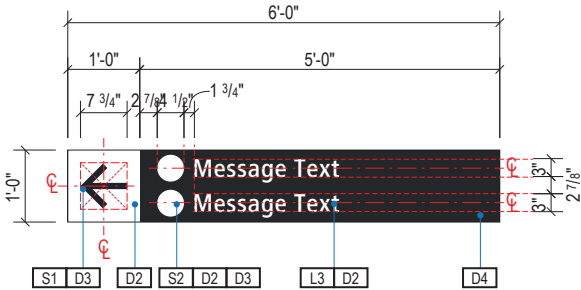 6'-0"
1'-0" 5'-0"
7 3/4" 2 7/8" 4 1/2" 1 3/4"
1'-0" ℄ Message Text ℄ 3"
℄ Message Text ℄ 3" 2 7/8"
S1 D3 D2 S2 D2 D3 L3 D2 D4